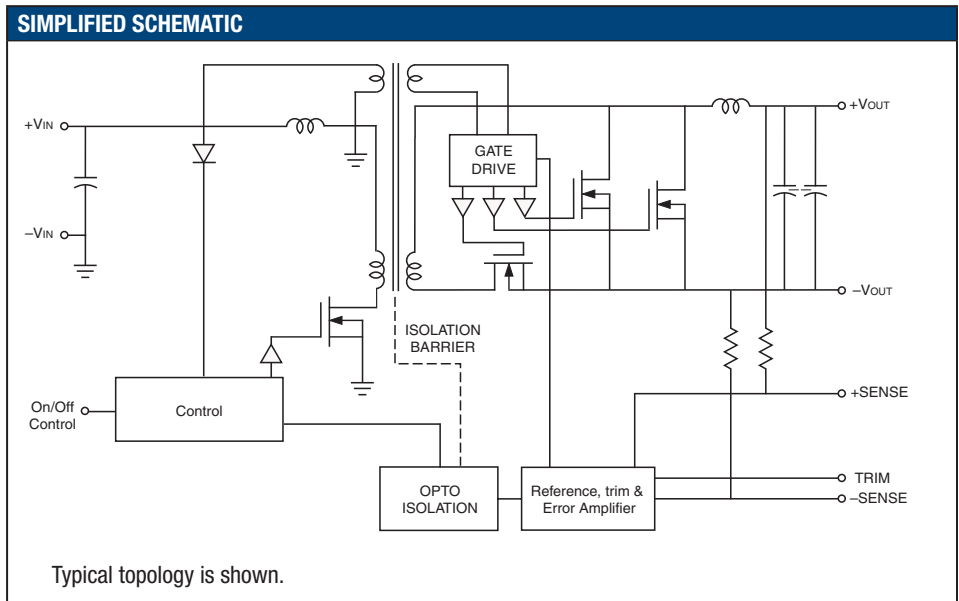 SIMPLIFIED SCHEMATIC
+VIN
+VOUT
GATE
DRIVE
−VIN
−VOUT
ISOLATION
BARRIER
On/Off
Control
Control
+SENSE
OPTO
ISOLATION
Reference, trim &
Error Amplifier
TRIM
−SENSE
Typical topology is shown.